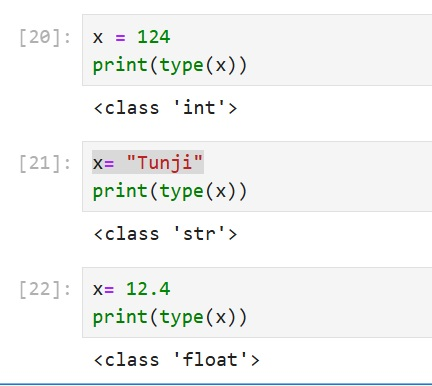 [20]: x = 124
print(type(x))
<class 'int'>
[21]: x= "Tunji"
print(type(x))
<class 'str'>
[22]: x= 12.4
print(type(x))
<class 'float'>